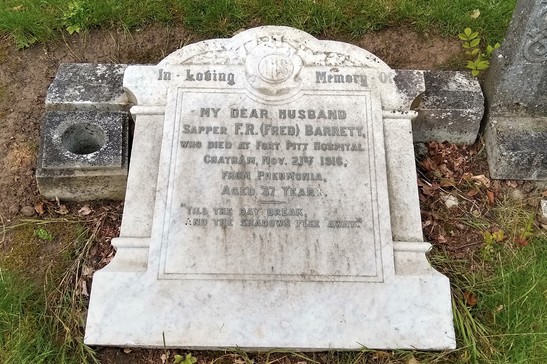 In Loving Memory Of
IHS
MY DEAR HUSBAND
SAPPER F.R. (FRED) BARRETT,
WHO DIED AT FORT PITT HOSPITAL
CHATHAM, NOV. 21ST 1916,
FROM PNEUMONIA,
AGED 37 YEARS.
"TILL THE DAY BREAK,
AND THE SHADOWS FLEE AWAY."